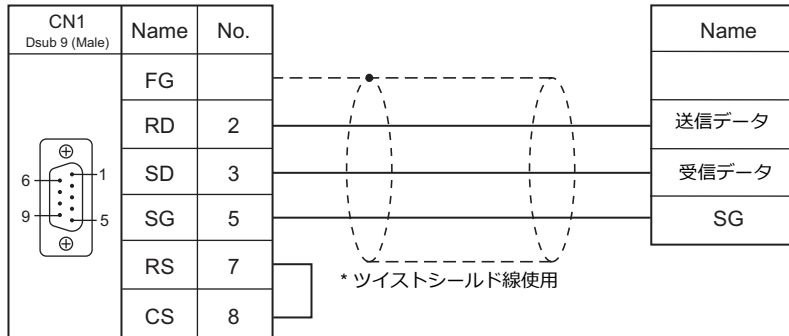 CN1
Dsub 9 (Male)
Name
No.
Name
FG
RD
2
送信データ
SD
3
受信データ
SG
5
SG
RS
7
CS
8
6
1
9
5
* ツイストシールド線使用